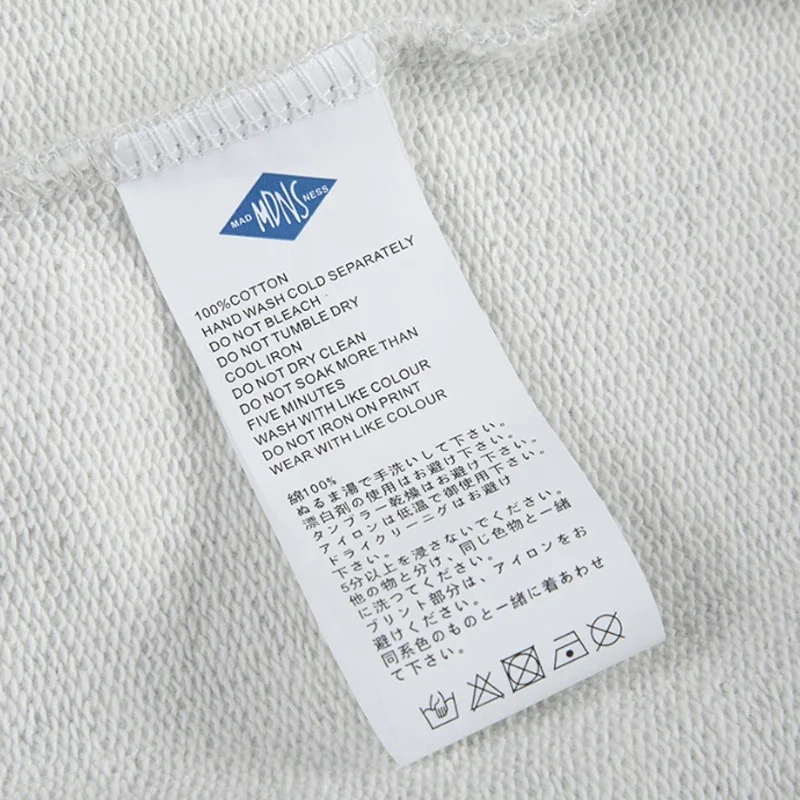 MAD MDNS NESS
100%COTTON
HAND WASH COLD SEPARATELY
DO NOT BLEACH
DO NOT TUMBLE DRY
COOL IRON
DO NOT DRY CLEAN
DO NOT SOAK MORE THAN
FIVE MINUTES
WASH WITH LIKE COLOUR
DO NOT IRON ON PRINT
WEAR WITH LIKE COLOUR
綿100%
ぬるま湯で手洗いして下さい。
漂白剤の使用はお避け下さい。
タンブラー乾燥はお避け下さい。
アイロンは低温で御使用下さい。
ドライクリーニングはお避け
下さい。
5分以上を浸さないでください。
他の物と分け、同じ色物と一緒
に洗つてください。
プリント部分は、アイロンをお
避けください。
同系色のものと一緒に着あわせ
て下さい。